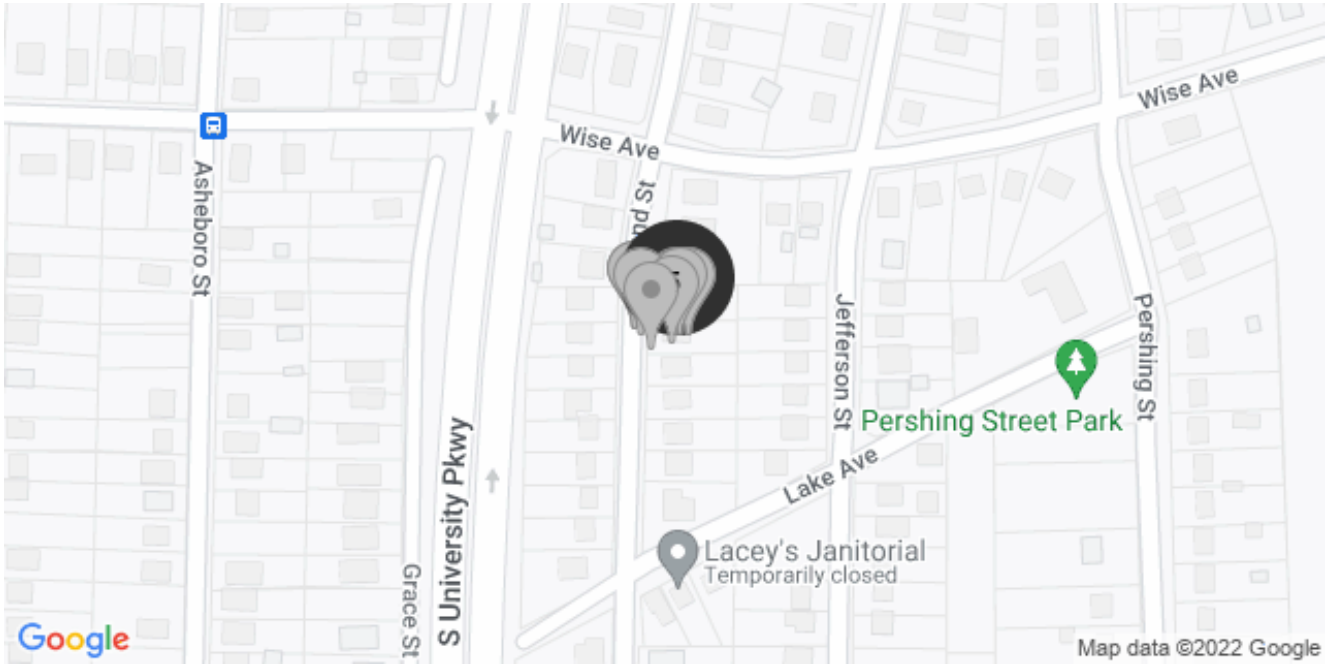 Wise Ave
Wise Ave
Asheboro St
St
Jefferson St
Pershing St
Pershing Street Park
S University Pkwy
Lake Ave
Lacey's Janitorial
Temporarily closed
Grace St
Google
Map data ©2022 Google